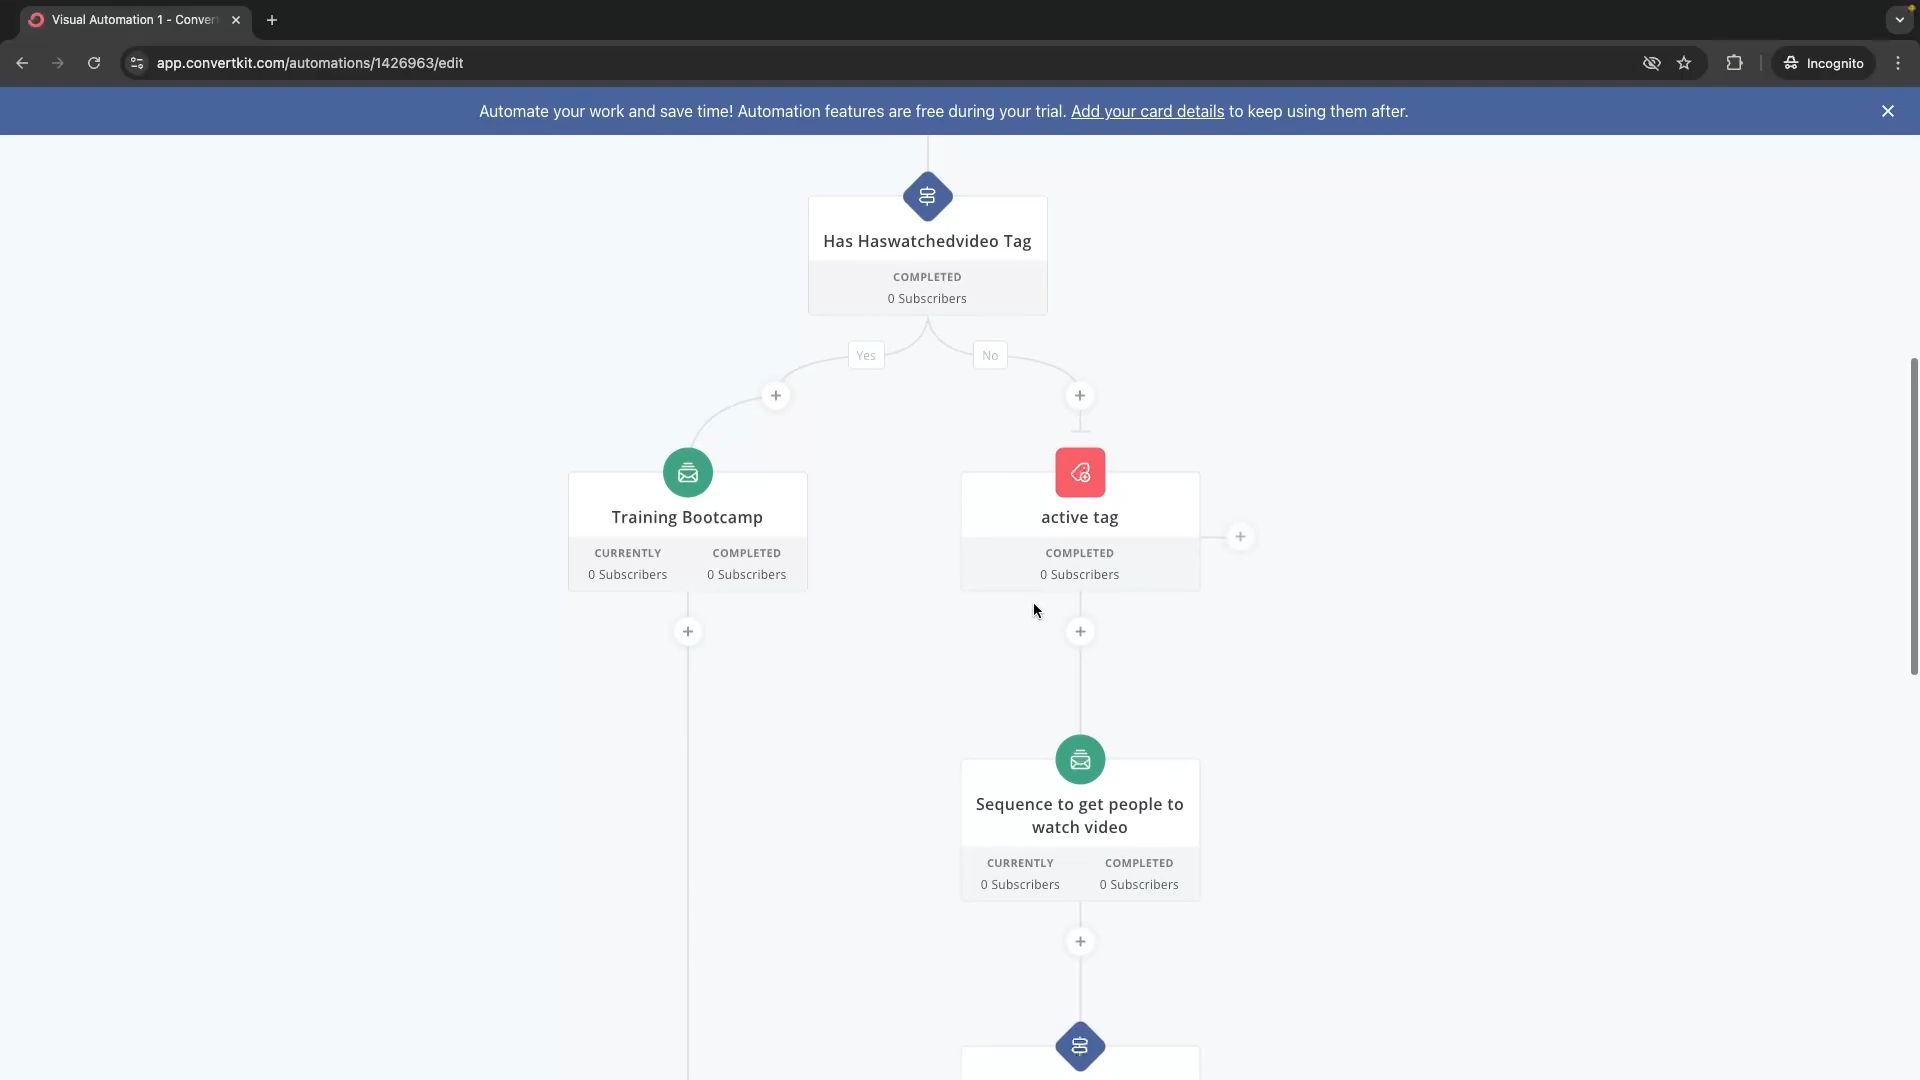 Visual Automation 1 - Conver
app.convertkit.com/automations/1426963/edit
Incognito
Automate your work and save time! Automation features are free during your trial. Add your card details to keep using them after.
Has Haswatchedvideo Tag
COMPLETED
0 Subscribers
Yes
No
Training Bootcamp
CURRENTLY COMPLETED
0 Subscribers 0 Subscribers
active tag
COMPLETED
0 Subscribers
Sequence to get people to
watch video
CURRENTLY COMPLETED
0 Subscribers 0 Subscribers